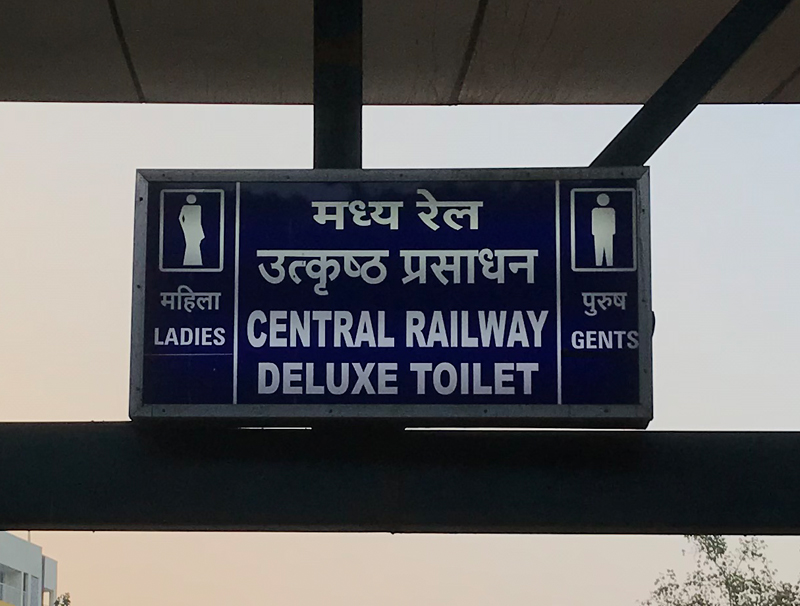 मध्य रेल
उत्कृष्ठ प्रसाधन
CENTRAL RAILWAY
DELUXE TOILET
महिला
LADIES
पुरुष
GENTS